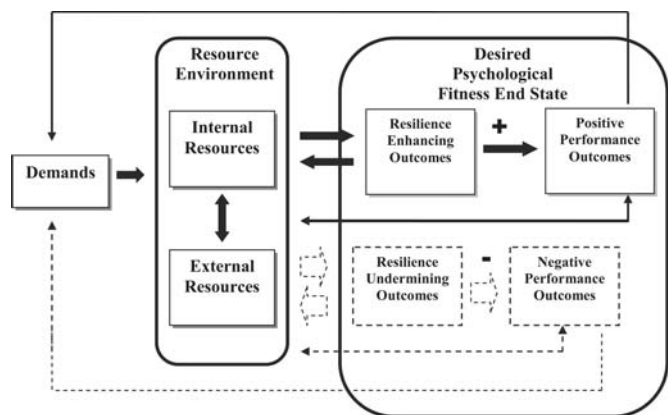 Resource
Environment
Internal
Resources
External
Resources
Demands
Desired
Psychological
Fitness End State
Resilience
Enhancing
Outcomes
+
Positive
Performance
Outcomes
Resilience
Undermining
Outcomes
-
Negative
Performance
Outcomes